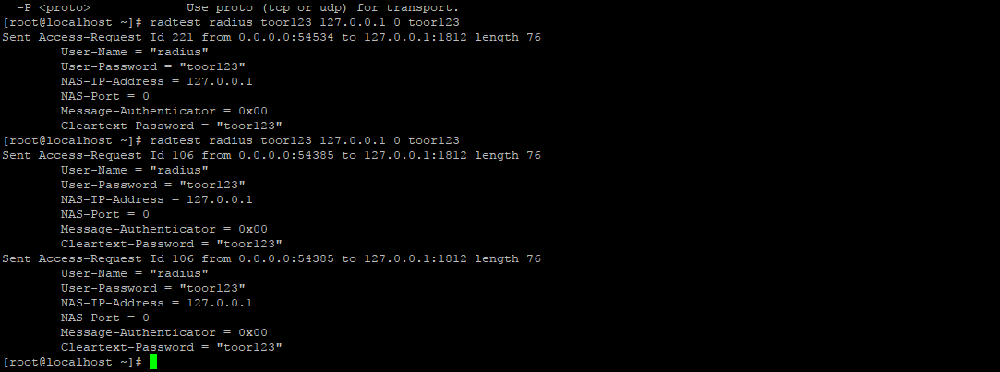 -P <proto> Use proto (tcp or udp) for transport.
[root@localhost ~]# radtest radius toor123 127.0.0.1 0 toor123
Sent Access-Request Id 221 from 0.0.0.0:54534 to 127.0.0.1:1812 length 76
User-Name = "radius"
User-Password = "toor123"
NAS-IP-Address = 127.0.0.1
NAS-Port = 0
Message-Authenticator = 0x00
Cleartext-Password = "toor123"
[root@localhost ~]# radtest radius toor123 127.0.0.1 0 toor123
Sent Access-Request Id 106 from 0.0.0.0:54385 to 127.0.0.1:1812 length 76
User-Name = "radius"
User-Password = "toor123"
NAS-IP-Address = 127.0.0.1
NAS-Port = 0
Message-Authenticator = 0x00
Cleartext-Password = "toor123"
Sent Access-Request Id 106 from 0.0.0.0:54385 to 127.0.0.1:1812 length 76
User-Name = "radius"
User-Password = "toor123"
NAS-IP-Address = 127.0.0.1
NAS-Port = 0
Message-Authenticator = 0x00
Cleartext-Password = "toor123"
[root@localhost ~]#